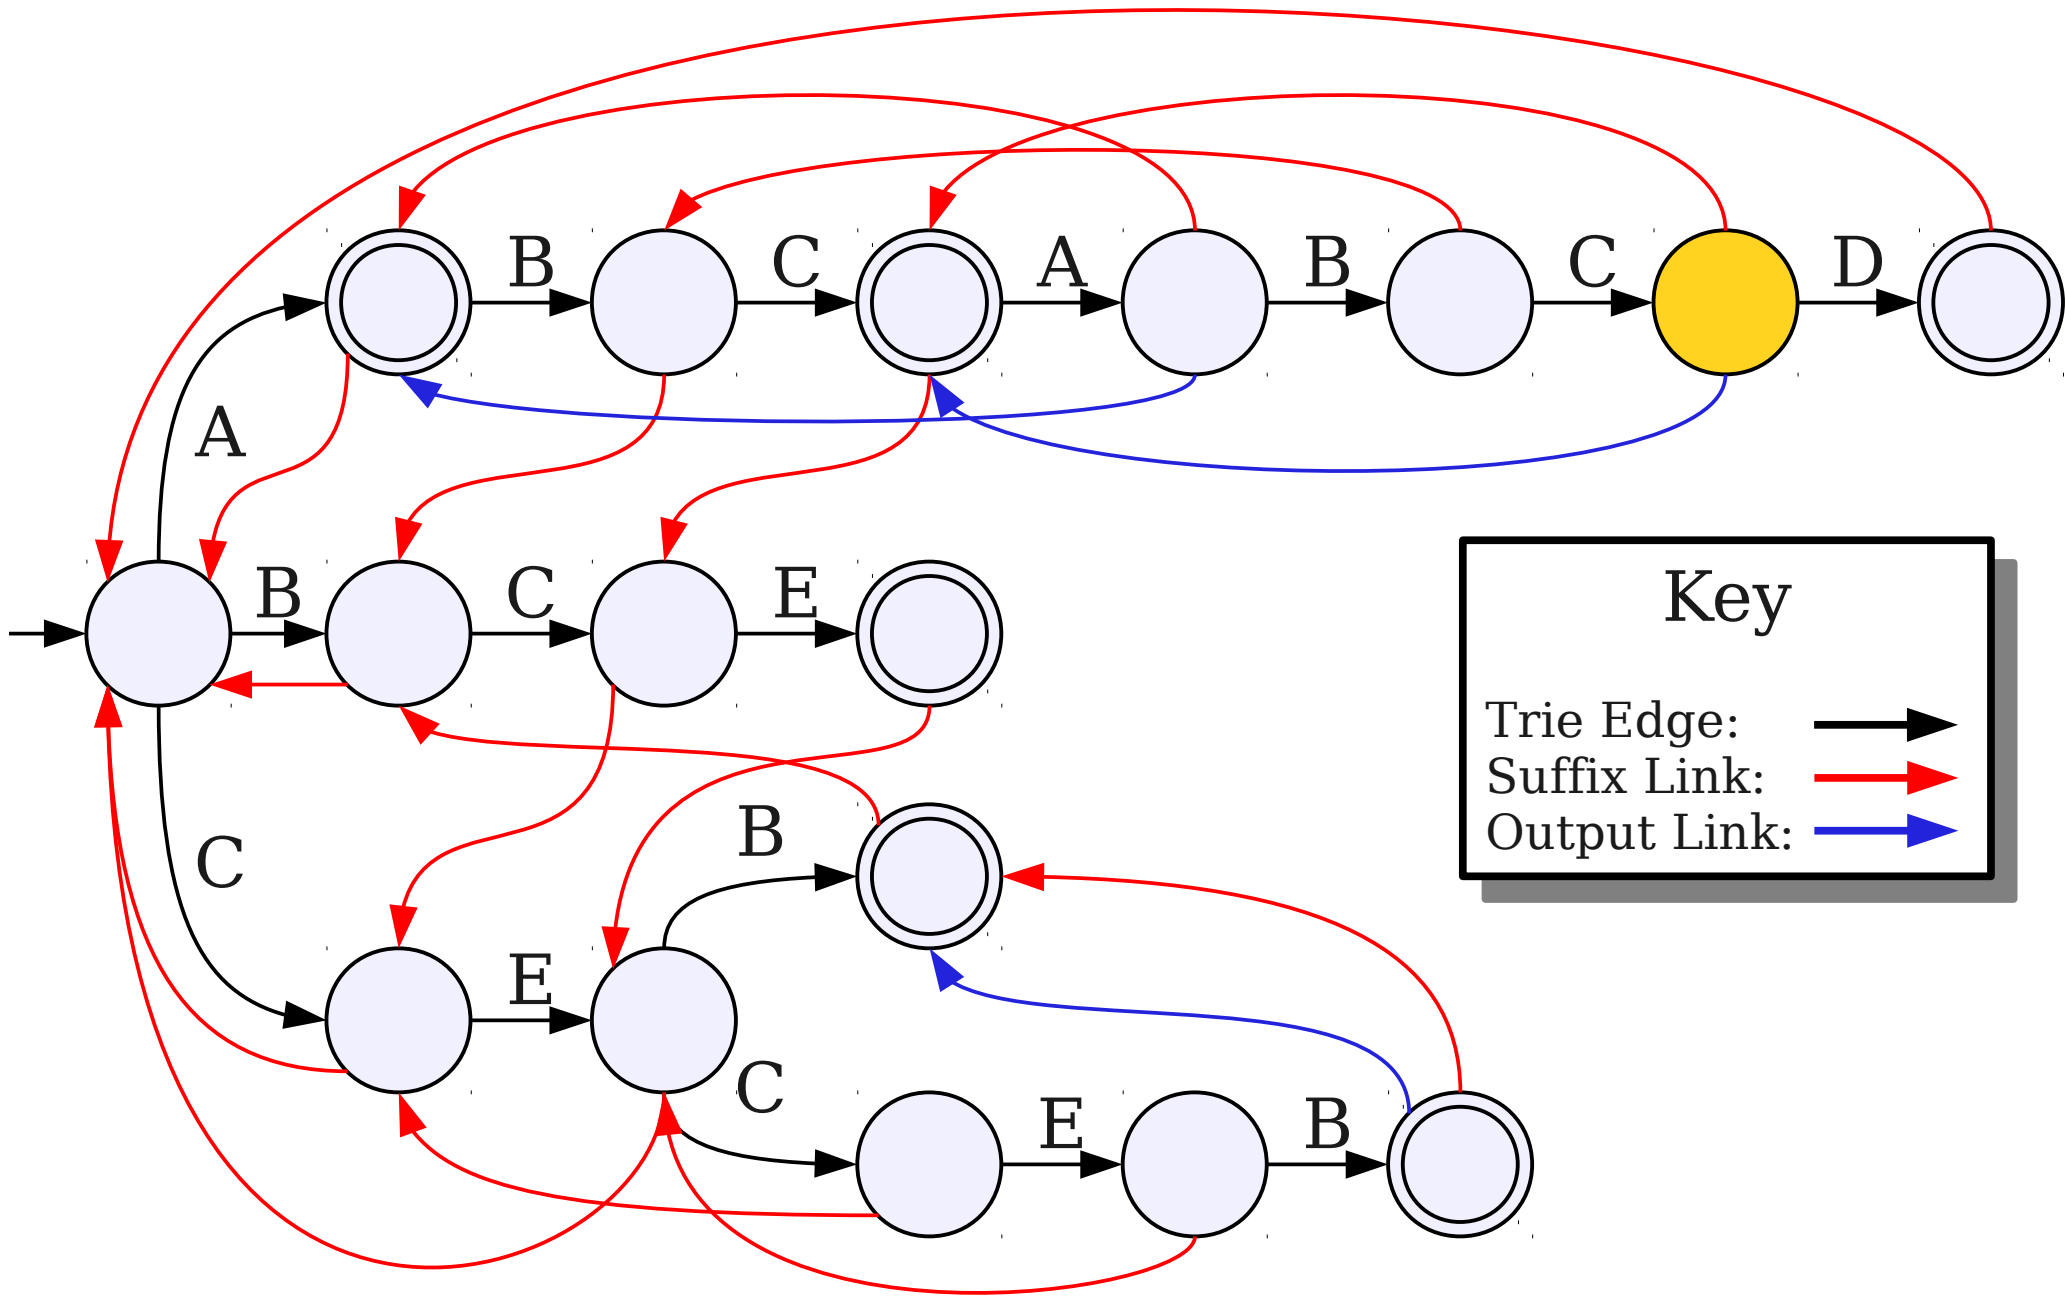 B C A B C D
A
B C E
Key
Trie Edge:
Suffix Link:
Output Link:
B
C
E
C
E B